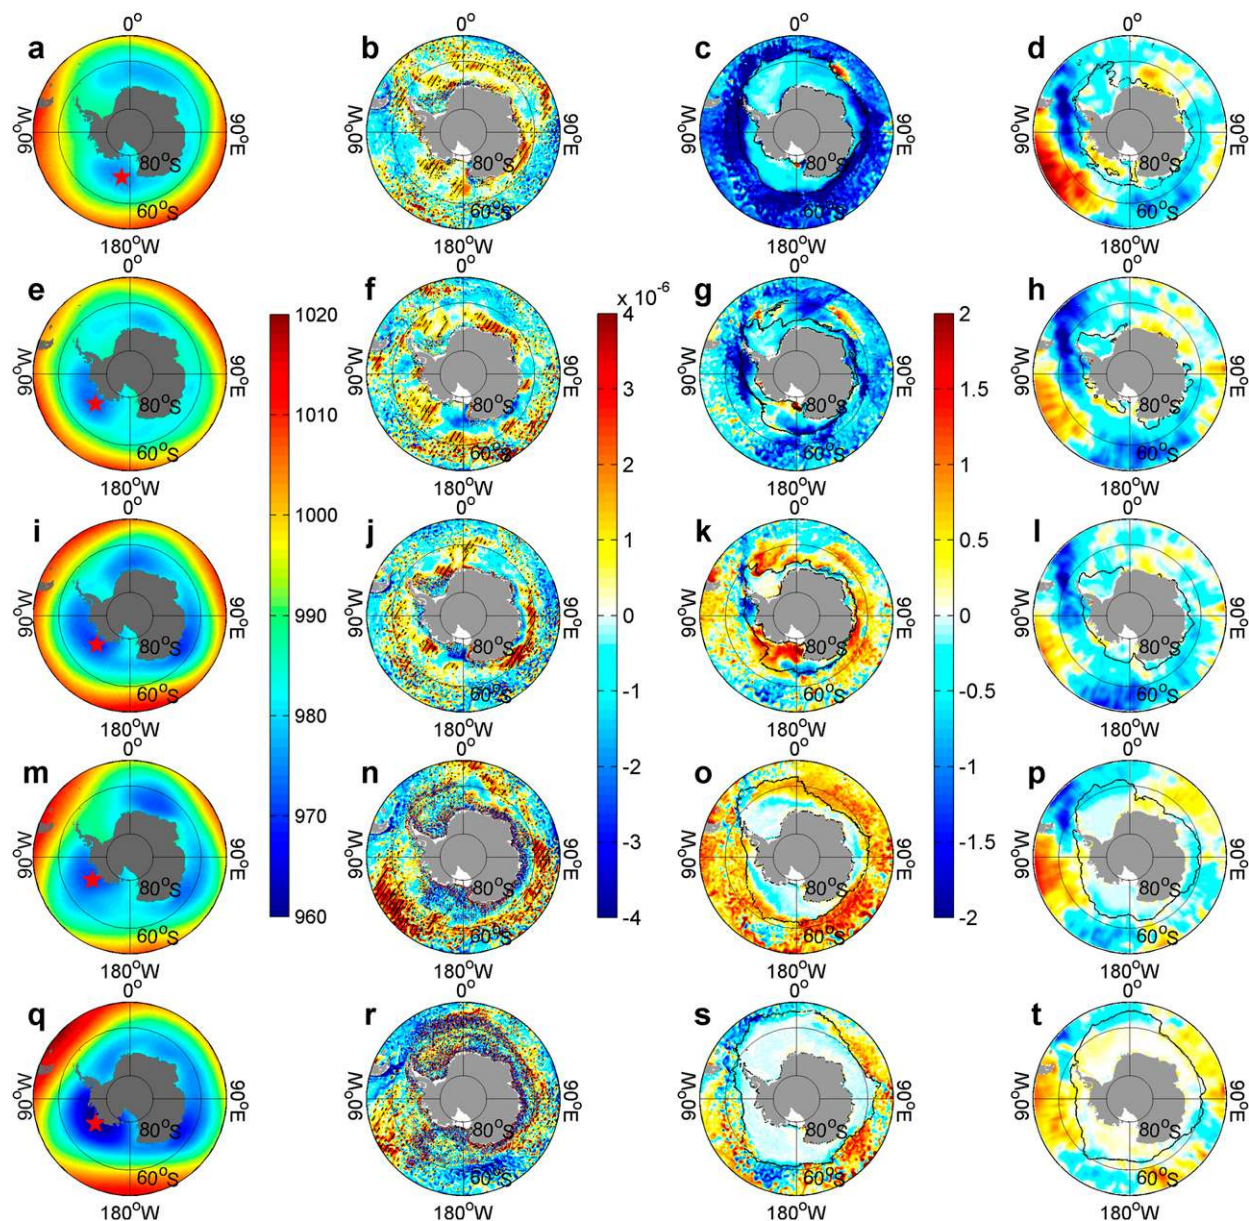 0° 0° 0° 0°
a b c d
90°W 90°E 90°W 90°E 90°W 90°E 90°W 90°E
80°S 80°S 80°S 80°S
60°S 60°S 60°S 60°S
180°W 180°W 180°W 180°W
0° 0° 0° 0°
e f g h
90°W 90°E 90°W 90°E 90°W 90°E 90°W 90°E
80°S 80°S 80°S 80°S
60°S 60°S 60°S 60°S
180°W 180°W 180°W 180°W
0° 0° 0° 0°
i j k l
90°W 90°E 90°W 90°E 90°W 90°E 90°W 90°E
80°S 80°S 80°S 80°S
60°S 60°S 60°S 60°S
180°W 180°W 180°W 180°W
0° 0° 0° 0°
m n o p
90°W 90°E 90°W 90°E 90°W 90°E 90°W 90°E
80°S 80°S 80°S 80°S
60°S 60°S 60°S 60°S
180°W 180°W 180°W 180°W
0° 0° 0° 0°
q r s t
90°W 90°E 90°W 90°E 90°W 90°E 90°W 90°E
80°S 80°S 80°S 80°S
60°S 60°S 60°S 60°S
180°W 180°W 180°W 180°W
1020
1010
1000
990
980
970
960
x 10⁻⁶
4
3
2
1
0
-1
-2
-3
-4
2
1.5
1
0.5
0
-0.5
-1
-1.5
-2